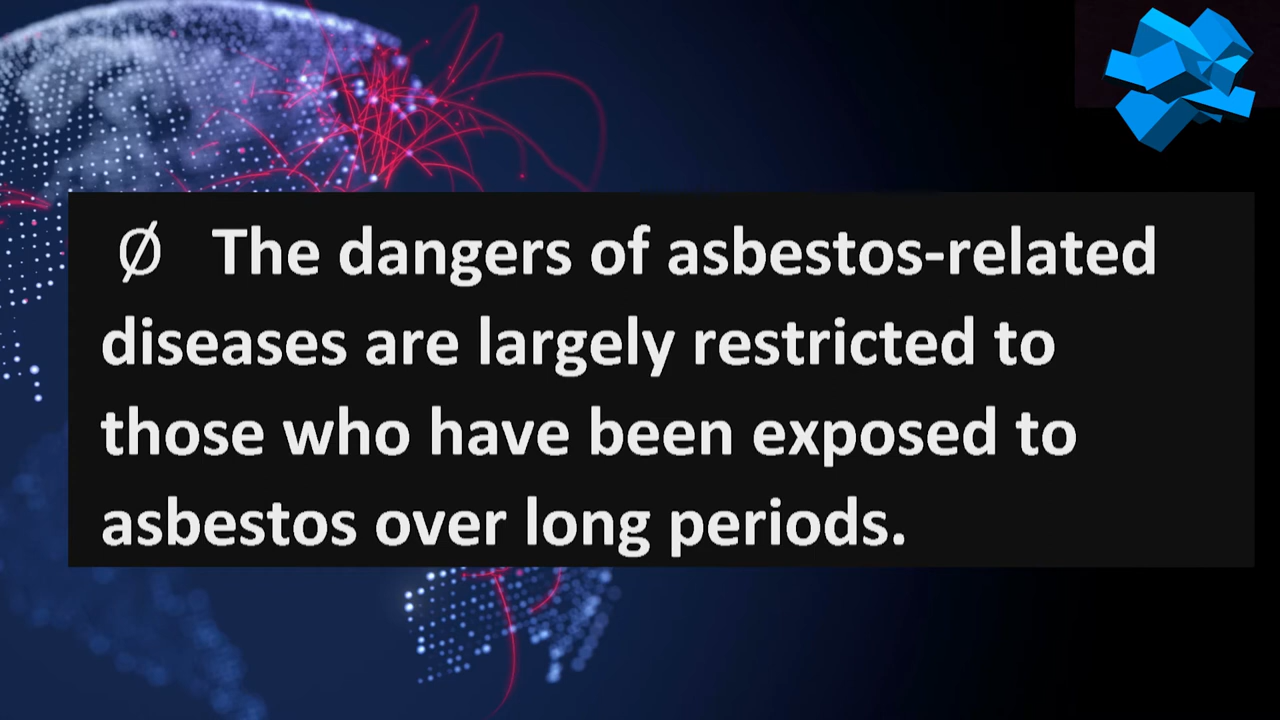 Ø The dangers of asbestos-related
diseases are largely restricted to
those who have been exposed to
asbestos over long periods.